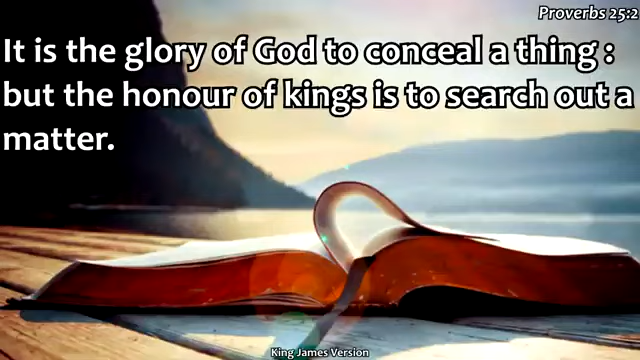 Proverbs 25:2
It is the glory of God to conceal a thing :
but the honour of kings is to search out a
matter.
King James Version